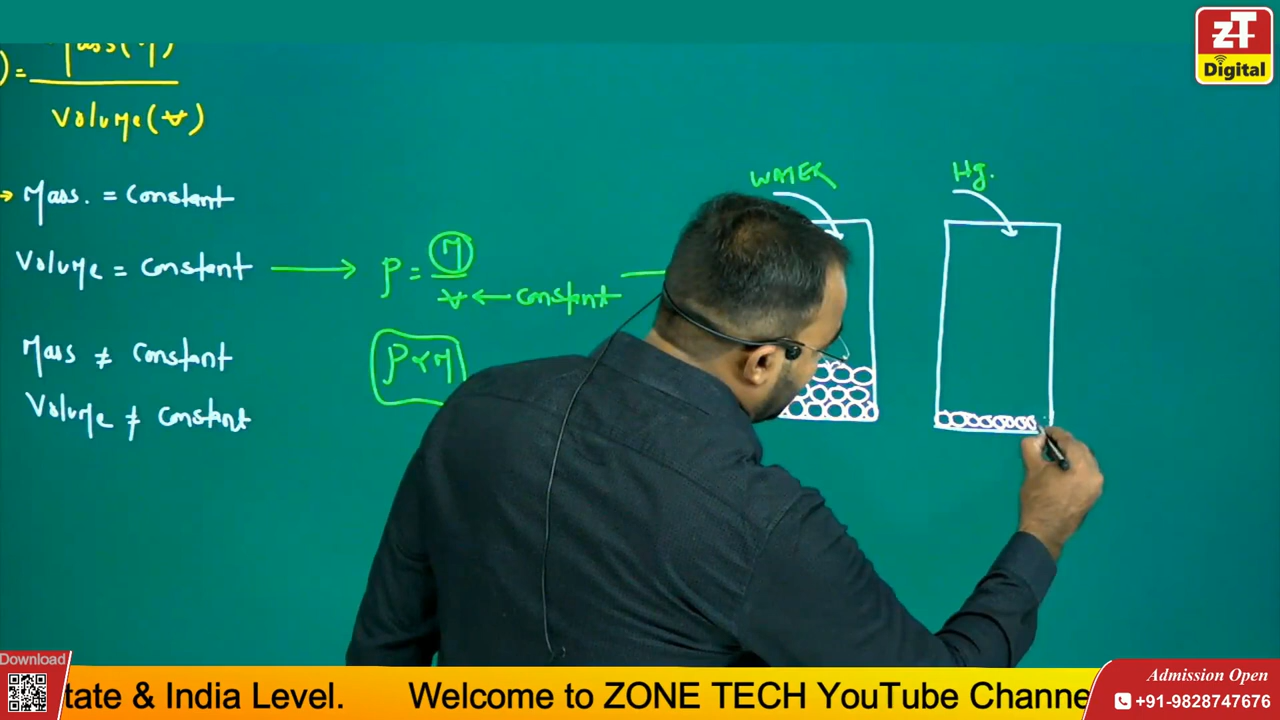 Mass(M)
)=
Volume(V)
→ Mass. = Constant
Volume = Constant → ρ = M
V ← constant
Mass ≠ Constant
ρ ∝ M
Volume ≠ Constant
WATER
Hg.
ZT
Digital
Download
tate & India Level. Welcome to ZONE TECH YouTube Channe
Admission Open
+91-9828747676